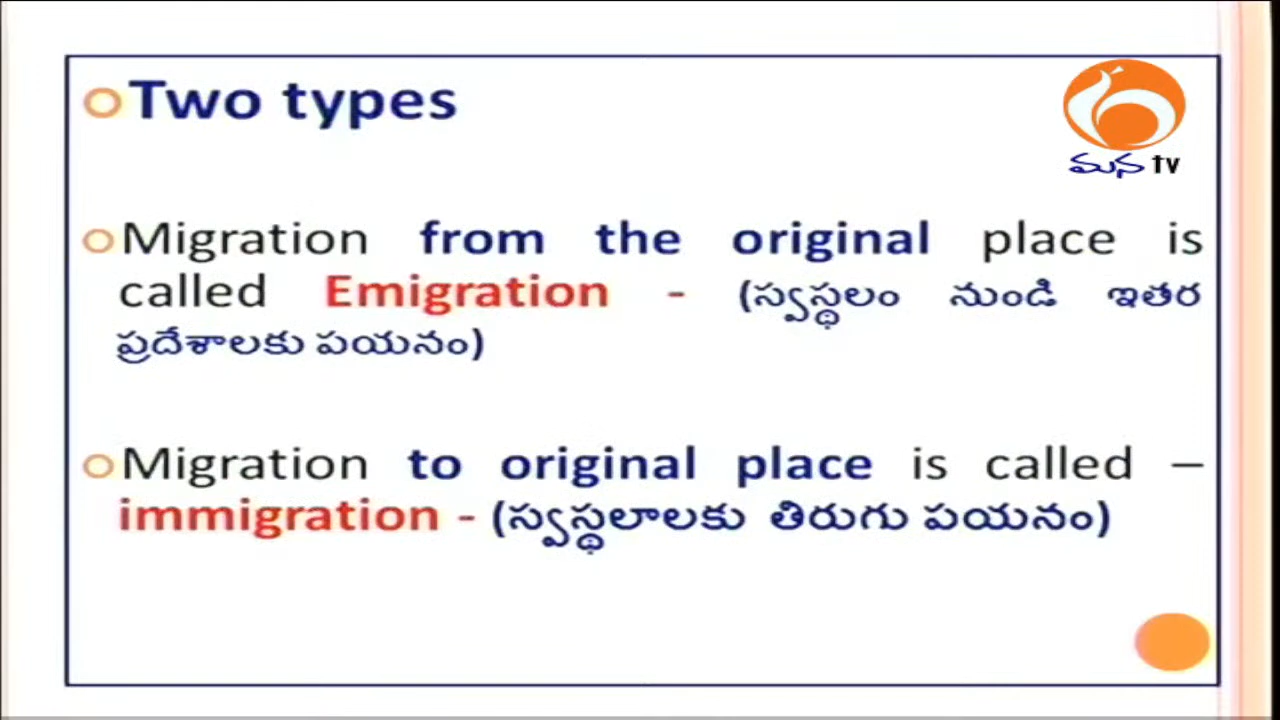 Two types
మన tv
Migration from the original place is
called Emigration - (స్వస్థలం నుండి ఇతర
ప్రదేశాలకు పయనం)
Migration to original place is called –
immigration - (స్వస్థలాలకు తిరుగు పయనం)